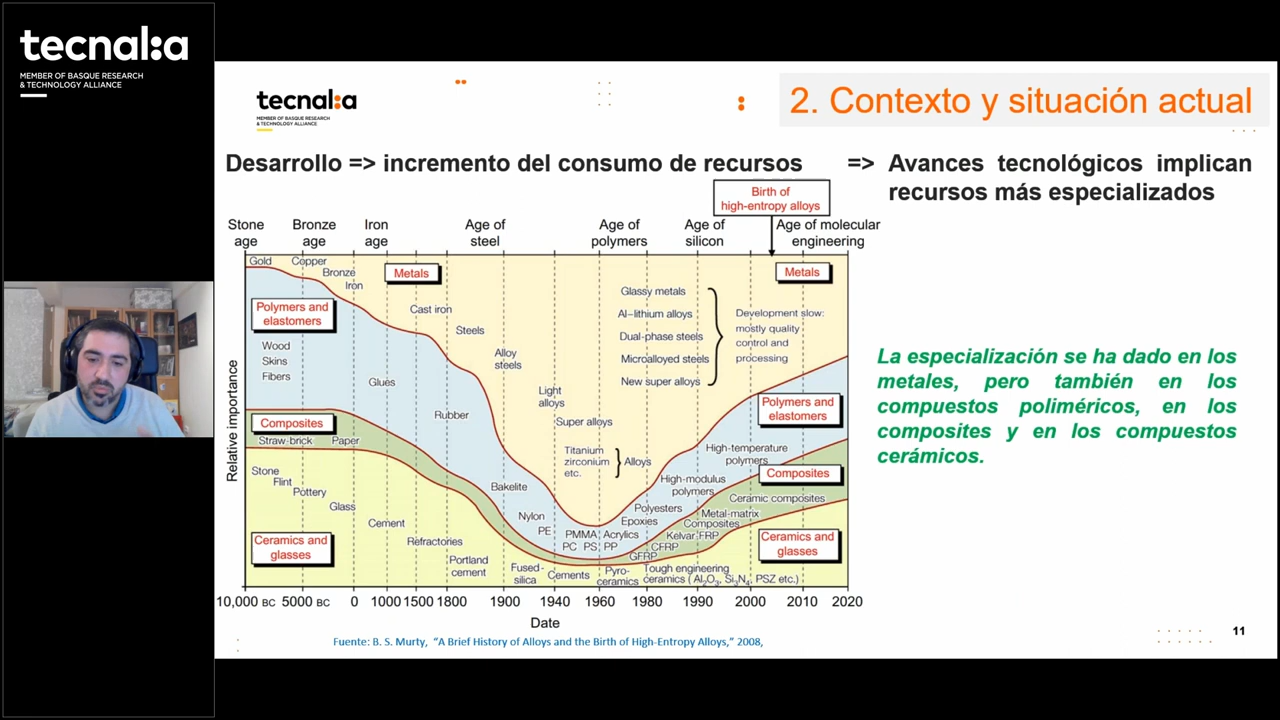 tecnal:a
MEMBER OF BASQUE RESEARCH
& TECHNOLOGY ALLIANCE
tecnal:a
MEMBER OF BASQUE RESEARCH
& TECHNOLOGY ALLIANCE
2. Contexto y situación actual
Desarrollo => incremento del consumo de recursos
=> Avances tecnológicos implican
recursos más especializados
Birth of
high-entropy alloys
Stone
age
Bronze
age
Iron
age
Age of
steel
Age of
polymers
Age of
silicon
Age of molecular
engineering
Gold
Copper
Bronze
Iron
Metals
Metals
Polymers and
elastomers
Cast iron
Steels
Alloy
steels
Light
alloys
Super alloys
Titanium
zirconium
etc.
Alloys
Glassy metals
Al–lithium alloys
Dual-phase steels
Microalloyed steels
New super alloys
Development slow:
mostly quality
control and
processing
Wood
Skins
Fibers
Glues
Rubber
Composites
Straw-brick
Paper
Bakelite
Nylon
PE
PMMA
Acrylics
PC
PS
PP
Polyesters
Epoxies
High-modulus
polymers
High-temperature
polymers
Polymers and
elastomers
Composites
Ceramic composites
Metal-matrix
Composites
Kelvar-FRP
CFRP
GFRP
Stone
Flint
Pottery
Glass
Cement
Refractories
Portland
cement
Fused-
silica
Cements
Pyro-
ceramics
Tough engineering
ceramics ( Al2O3, Si3N4, PSZ etc.)
Ceramics and
glasses
Ceramics and
glasses
Relative importance
10,000 BC 5000 BC 0 1000 1500 1800 1900 1940 1960 1980 1990 2000 2010 2020
Date
Fuente: B. S. Murty, “A Brief History of Alloys and the Birth of High-Entropy Alloys,” 2008,
La especialización se ha dado en los
metales, pero también en los
compuestos poliméricos, en los
composites y en los compuestos
cerámicos.
11